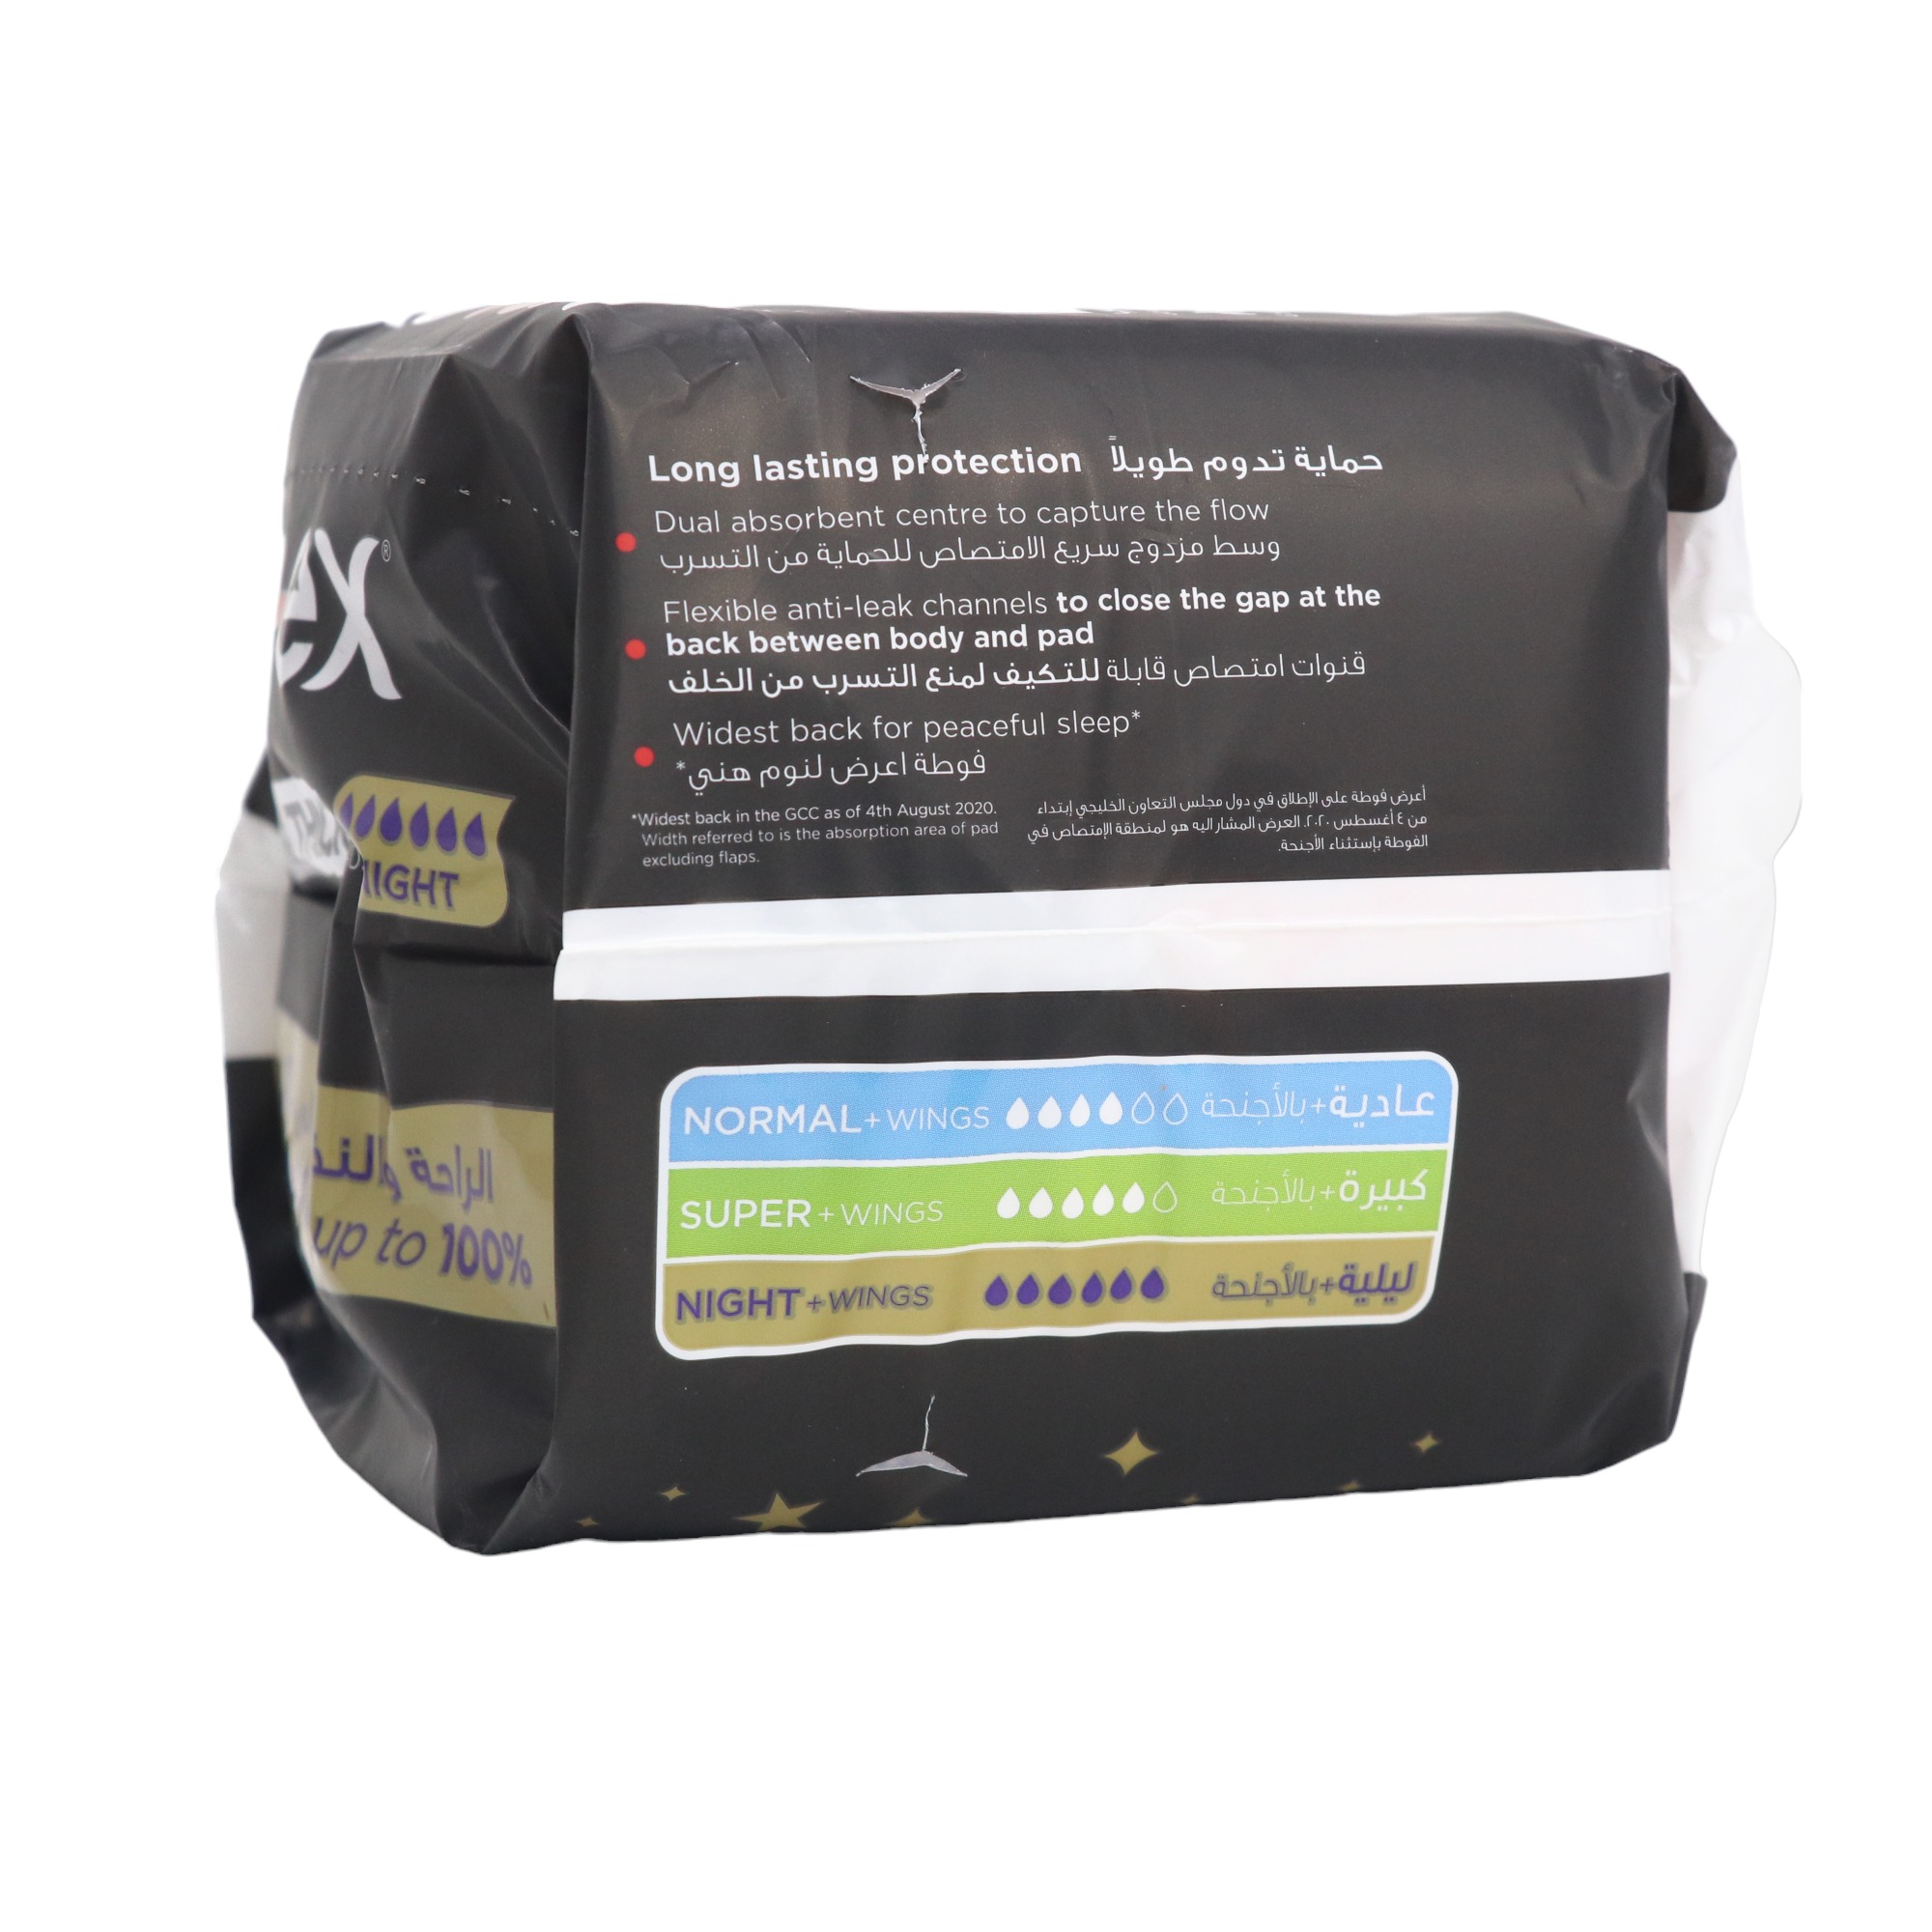 Long lasting protection حماية تدوم طويلاً
Dual absorbent centre to capture the flow
وسط مزدوج سريع الامتصاص للحماية من التسرب
Flexible anti-leak channels to close the gap at the
back between body and pad
قنوات امتصاص قابلة للتكيف لمنع التسرب من الخلف
Widest back for peaceful sleep*
فوطة اعرض لنوم هني*
*Widest back in the GCC as of 4th August 2020.
Width referred to is the absorption area of pad
excluding flaps.
أعرض فوطة على الإطلاق في دول مجلس التعاون الخليجي إبتداء
من ٤ أغسطس ٢٠٢٠. العرض المشار اليه هو لمنطقة الإمتصاص في
الفوطة بإستثناء الأجنحة.
NORMAL+WINGS عادية+بالأجنحة
SUPER+WINGS كبيرة+بالأجنحة
NIGHT+WINGS ليلية+بالأجنحة
ex®
NIGHT
الراحة
up to 100%